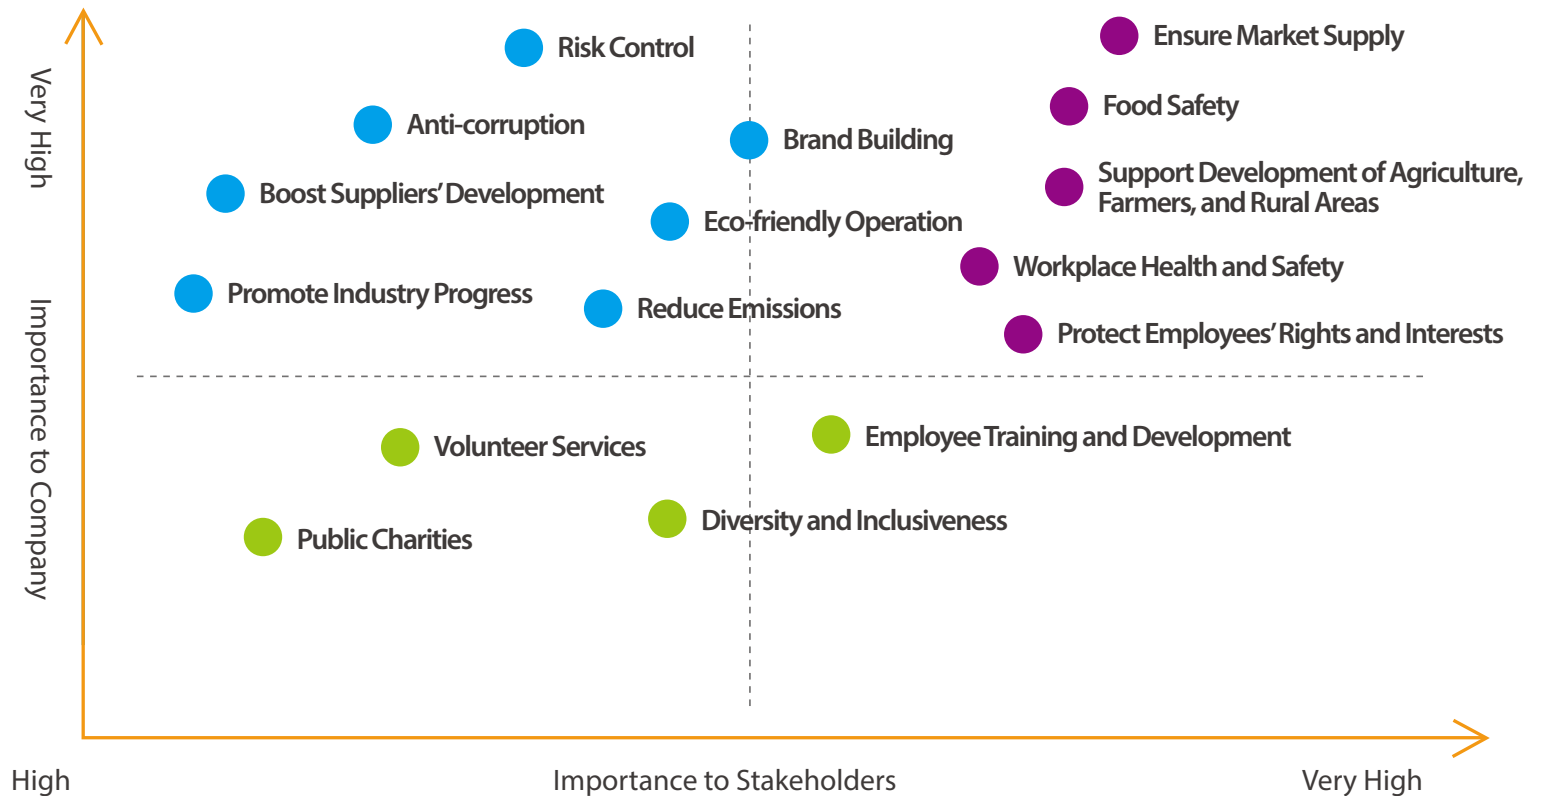 Ensure Market Supply
Risk Control
Food Safety
Anti-corruption
Brand Building
Support Development of Agriculture,
Farmers, and Rural Areas
Boost Suppliers’ Development
Eco-friendly Operation
Workplace Health and Safety
Promote Industry Progress
Reduce Emissions
Protect Employees’ Rights and Interests
Employee Training and Development
Volunteer Services
Diversity and Inclusiveness
Public Charities
Very High
Importance to Company
High
Importance to Stakeholders
Very High